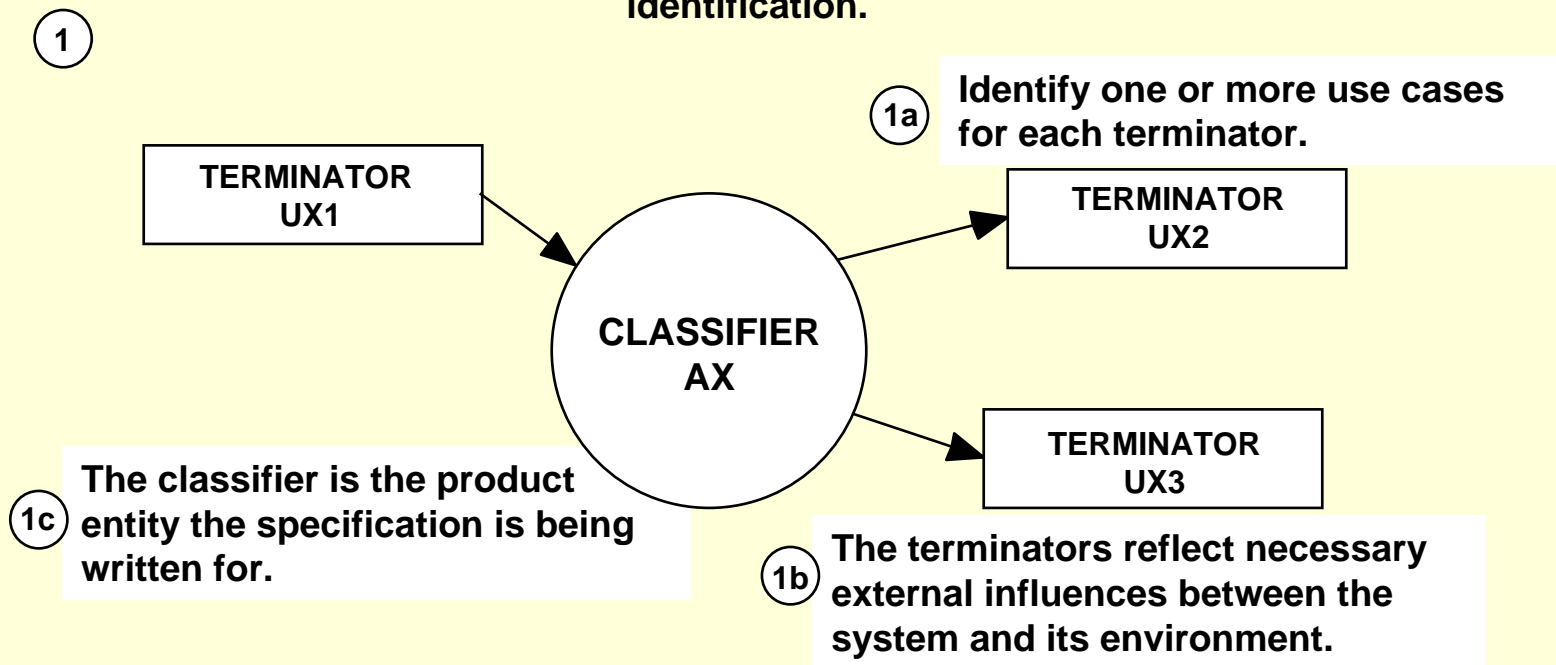 identification.
1
1a
Identify one or more use cases
for each terminator.
TERMINATOR
UX1
TERMINATOR
UX2
CLASSIFIER
AX
TERMINATOR
UX3
1c
The classifier is the product
entity the specification is being
written for.
1b
The terminators reflect necessary
external influences between the
system and its environment.